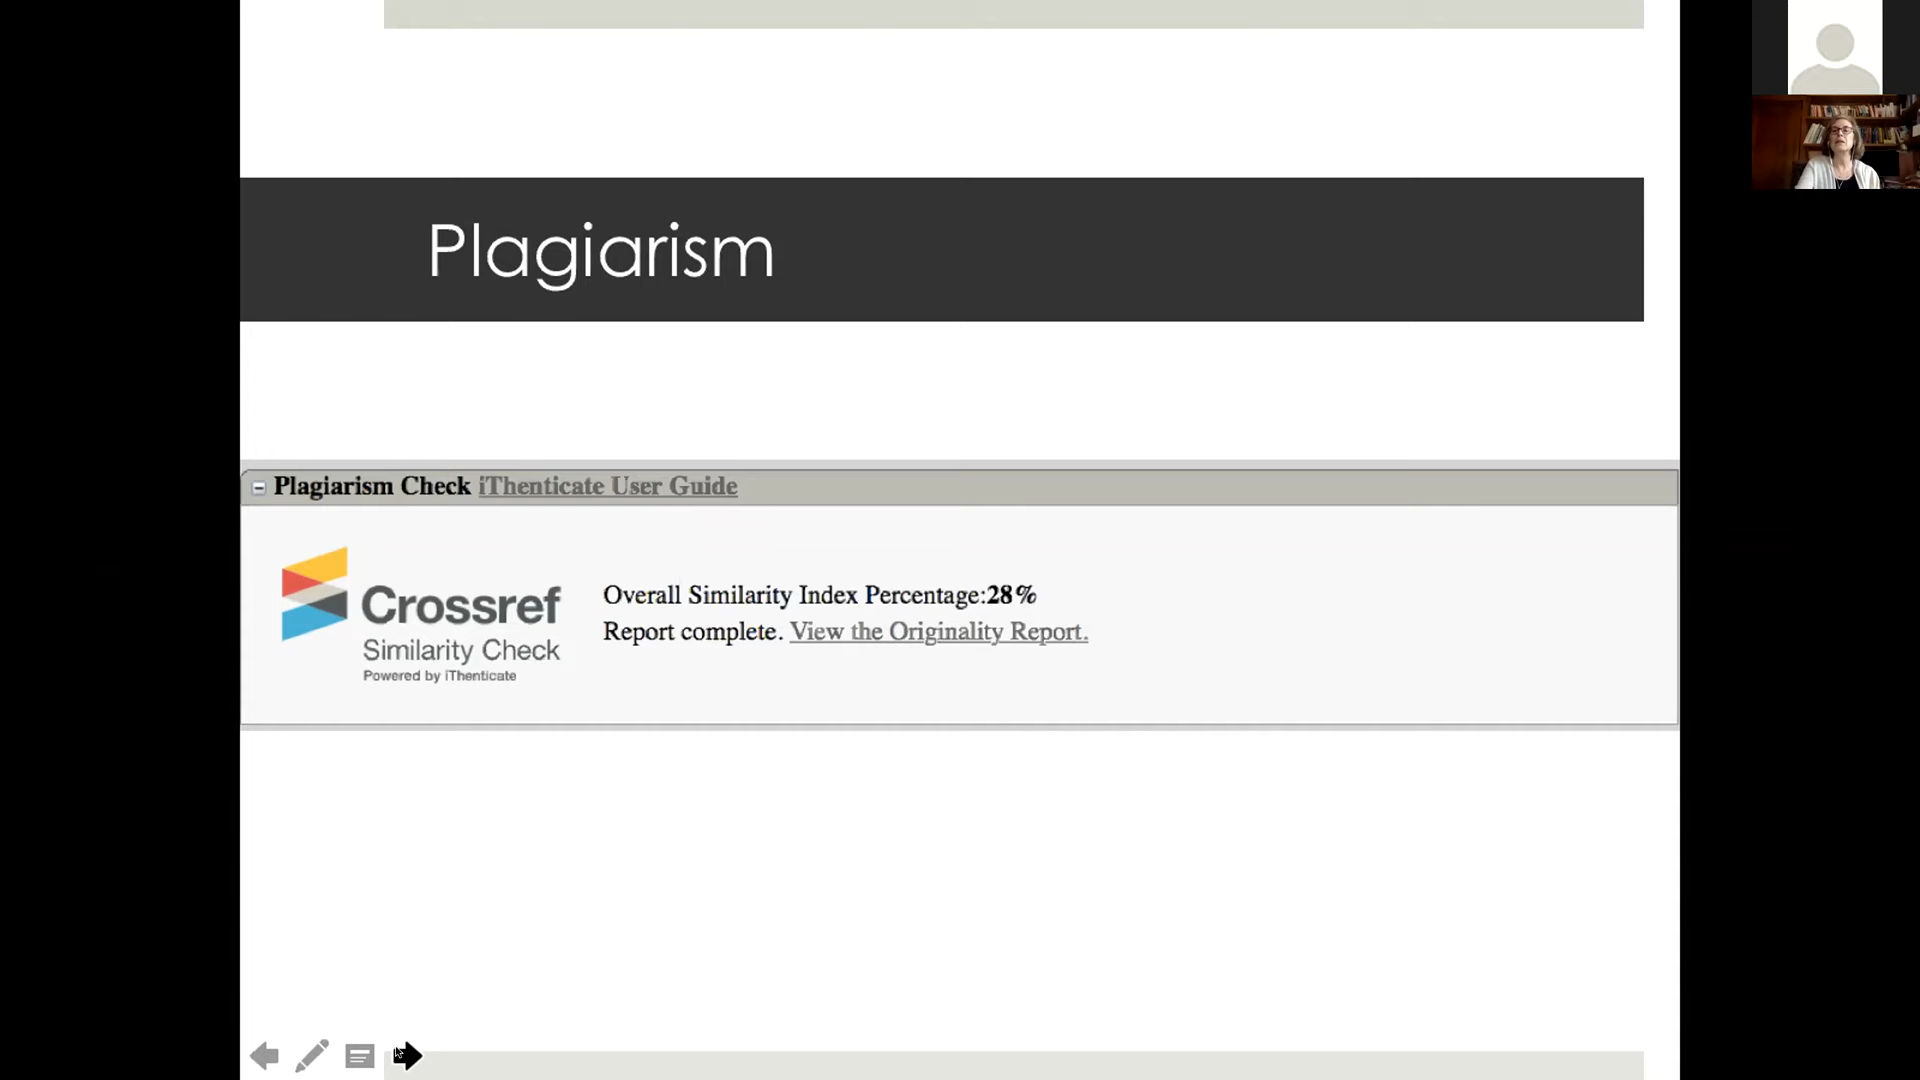 Plagiarism
Plagiarism Check iThenticate User Guide
Crossref
Similarity Check
Powered by iThenticate
Overall Similarity Index Percentage:28%
Report complete. View the Originality Report.